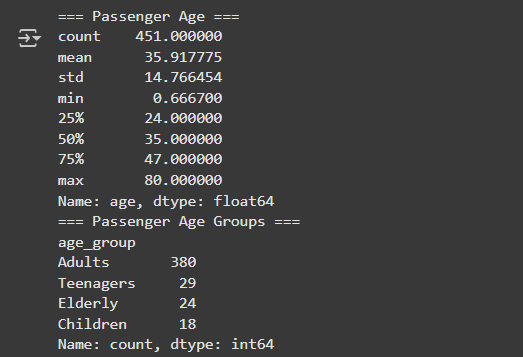 === Passenger Age ===
count    451.000000
mean      35.917775
std       14.766454
min        0.666700
25%       24.000000
50%       35.000000
75%       47.000000
max       80.000000
Name: age, dtype: float64
=== Passenger Age Groups ===
age_group
Adults       380
Teenagers     29
Elderly       24
Children      18
Name: count, dtype: int64